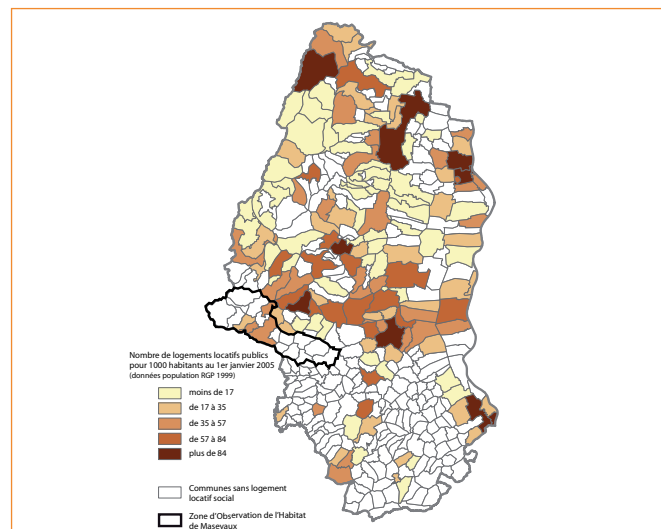 Nombre de logements locatifs publics
pour 1000 habitants au 1er janvier 2005
(données population RGP 1999)
moins de 17
de 17 à 35
de 35 à 57
de 57 à 84
plus de 84
Communes sans logement
locatif social
Zone d'Observation de l'Habitat
de Masevaux